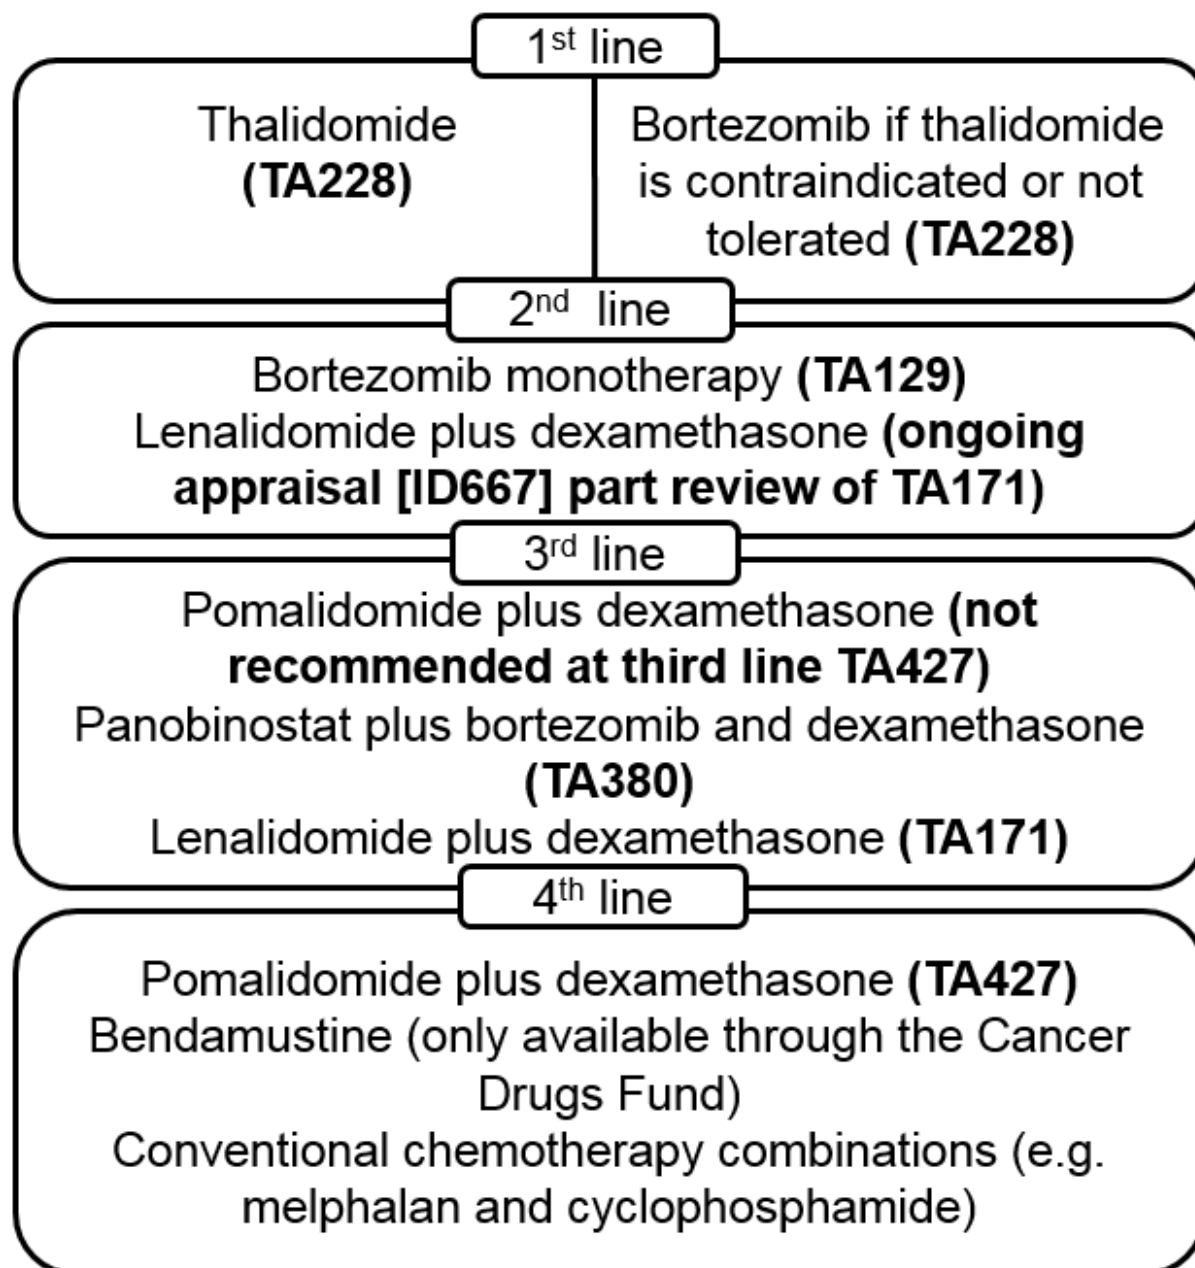 1st line
Thalidomide
(TA228)
Bortezomib if thalidomide
is contraindicated or not
tolerated (TA228)
2nd line
Bortezomib monotherapy (TA129)
Lenalidomide plus dexamethasone (ongoing
appraisal [ID667] part review of TA171)
3rd line
Pomalidomide plus dexamethasone (not
recommended at third line TA427)
Panobinostat plus bortezomib and dexamethasone
(TA380)
Lenalidomide plus dexamethasone (TA171)
4th line
Pomalidomide plus dexamethasone (TA427)
Bendamustine (only available through the Cancer
Drugs Fund)
Conventional chemotherapy combinations (e.g.
melphalan and cyclophosphamide)